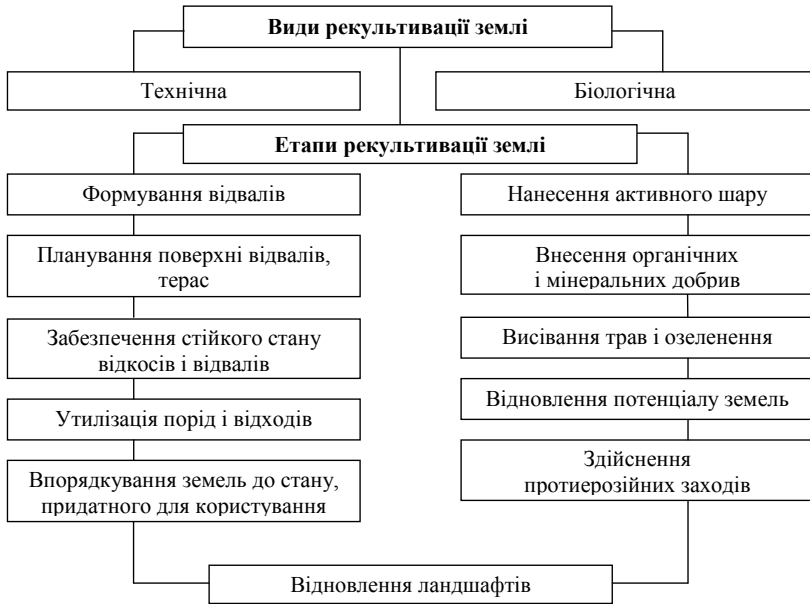 Види рекультивації землі
Технічна
Біологічна
Етапи рекультивації землі
Формування відвалів
Планування поверхні відвалів,
терас
Забезпечення стійкого стану
відкосів і відвалів
Утилізація порід і відходів
Впорядкування земель до стану,
придатного для користування
Нанесення активного шару
Внесення органічних
і мінеральних добрив
Висівання трав і озеленення
Відновлення потенціалу земель
Здійснення
протиерозійних заходів
Відновлення ландшафтів